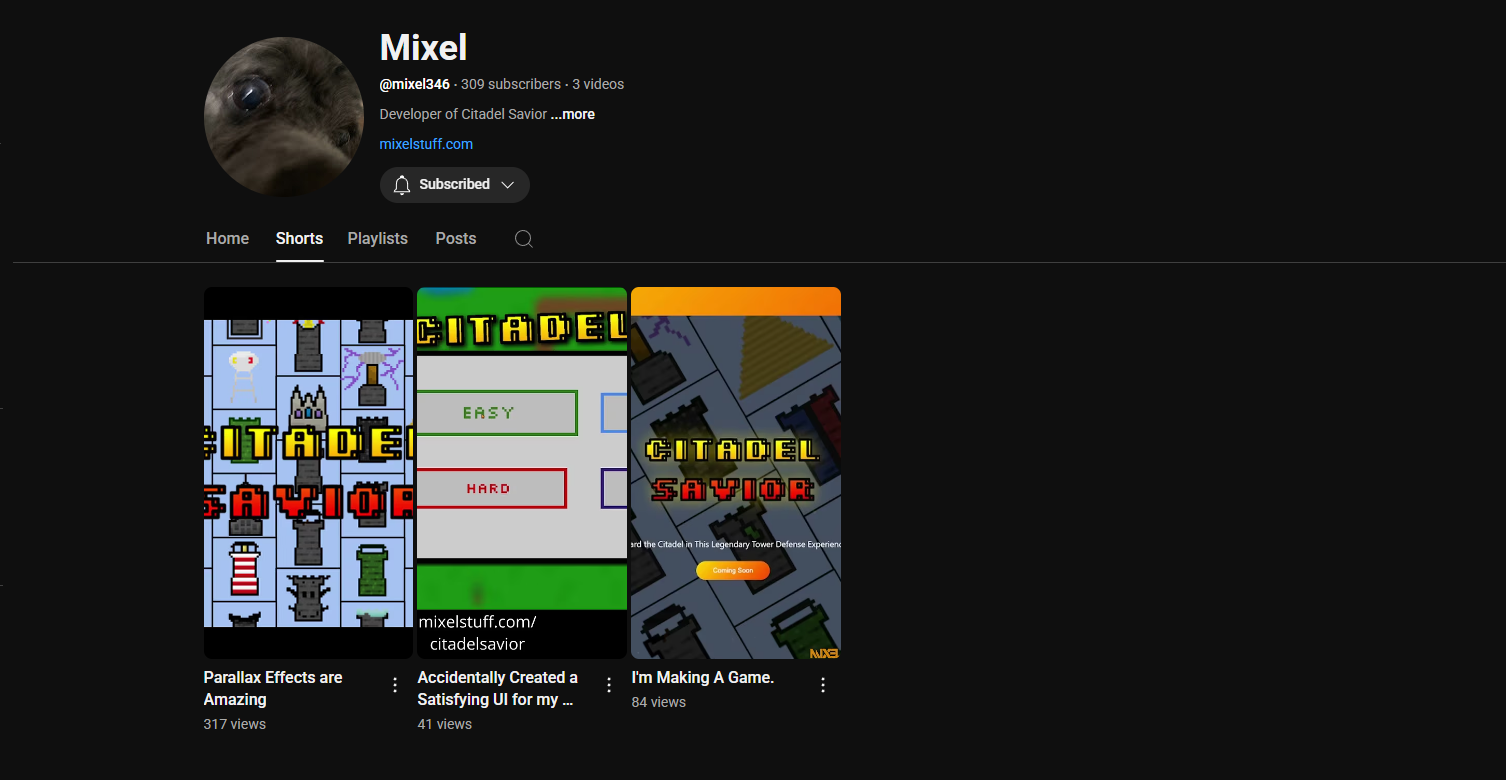 Mixel
@mixel346 · 309 subscribers · 3 videos
Developer of Citadel Savior ...more
mixelstuff.com
Subscribed
Home Shorts Playlists Posts
CITADEL
SAVIOR
CITADEL
EASY
HARD
mixelstuff.com/
citadelsavior
CITADEL
SAVIOR
ard the Citadel in This Legendary Tower Defense Experienc
Coming Soon
Parallax Effects are
Amazing
317 views
Accidentally Created a
Satisfying UI for my ...
41 views
I'm Making A Game.
84 views